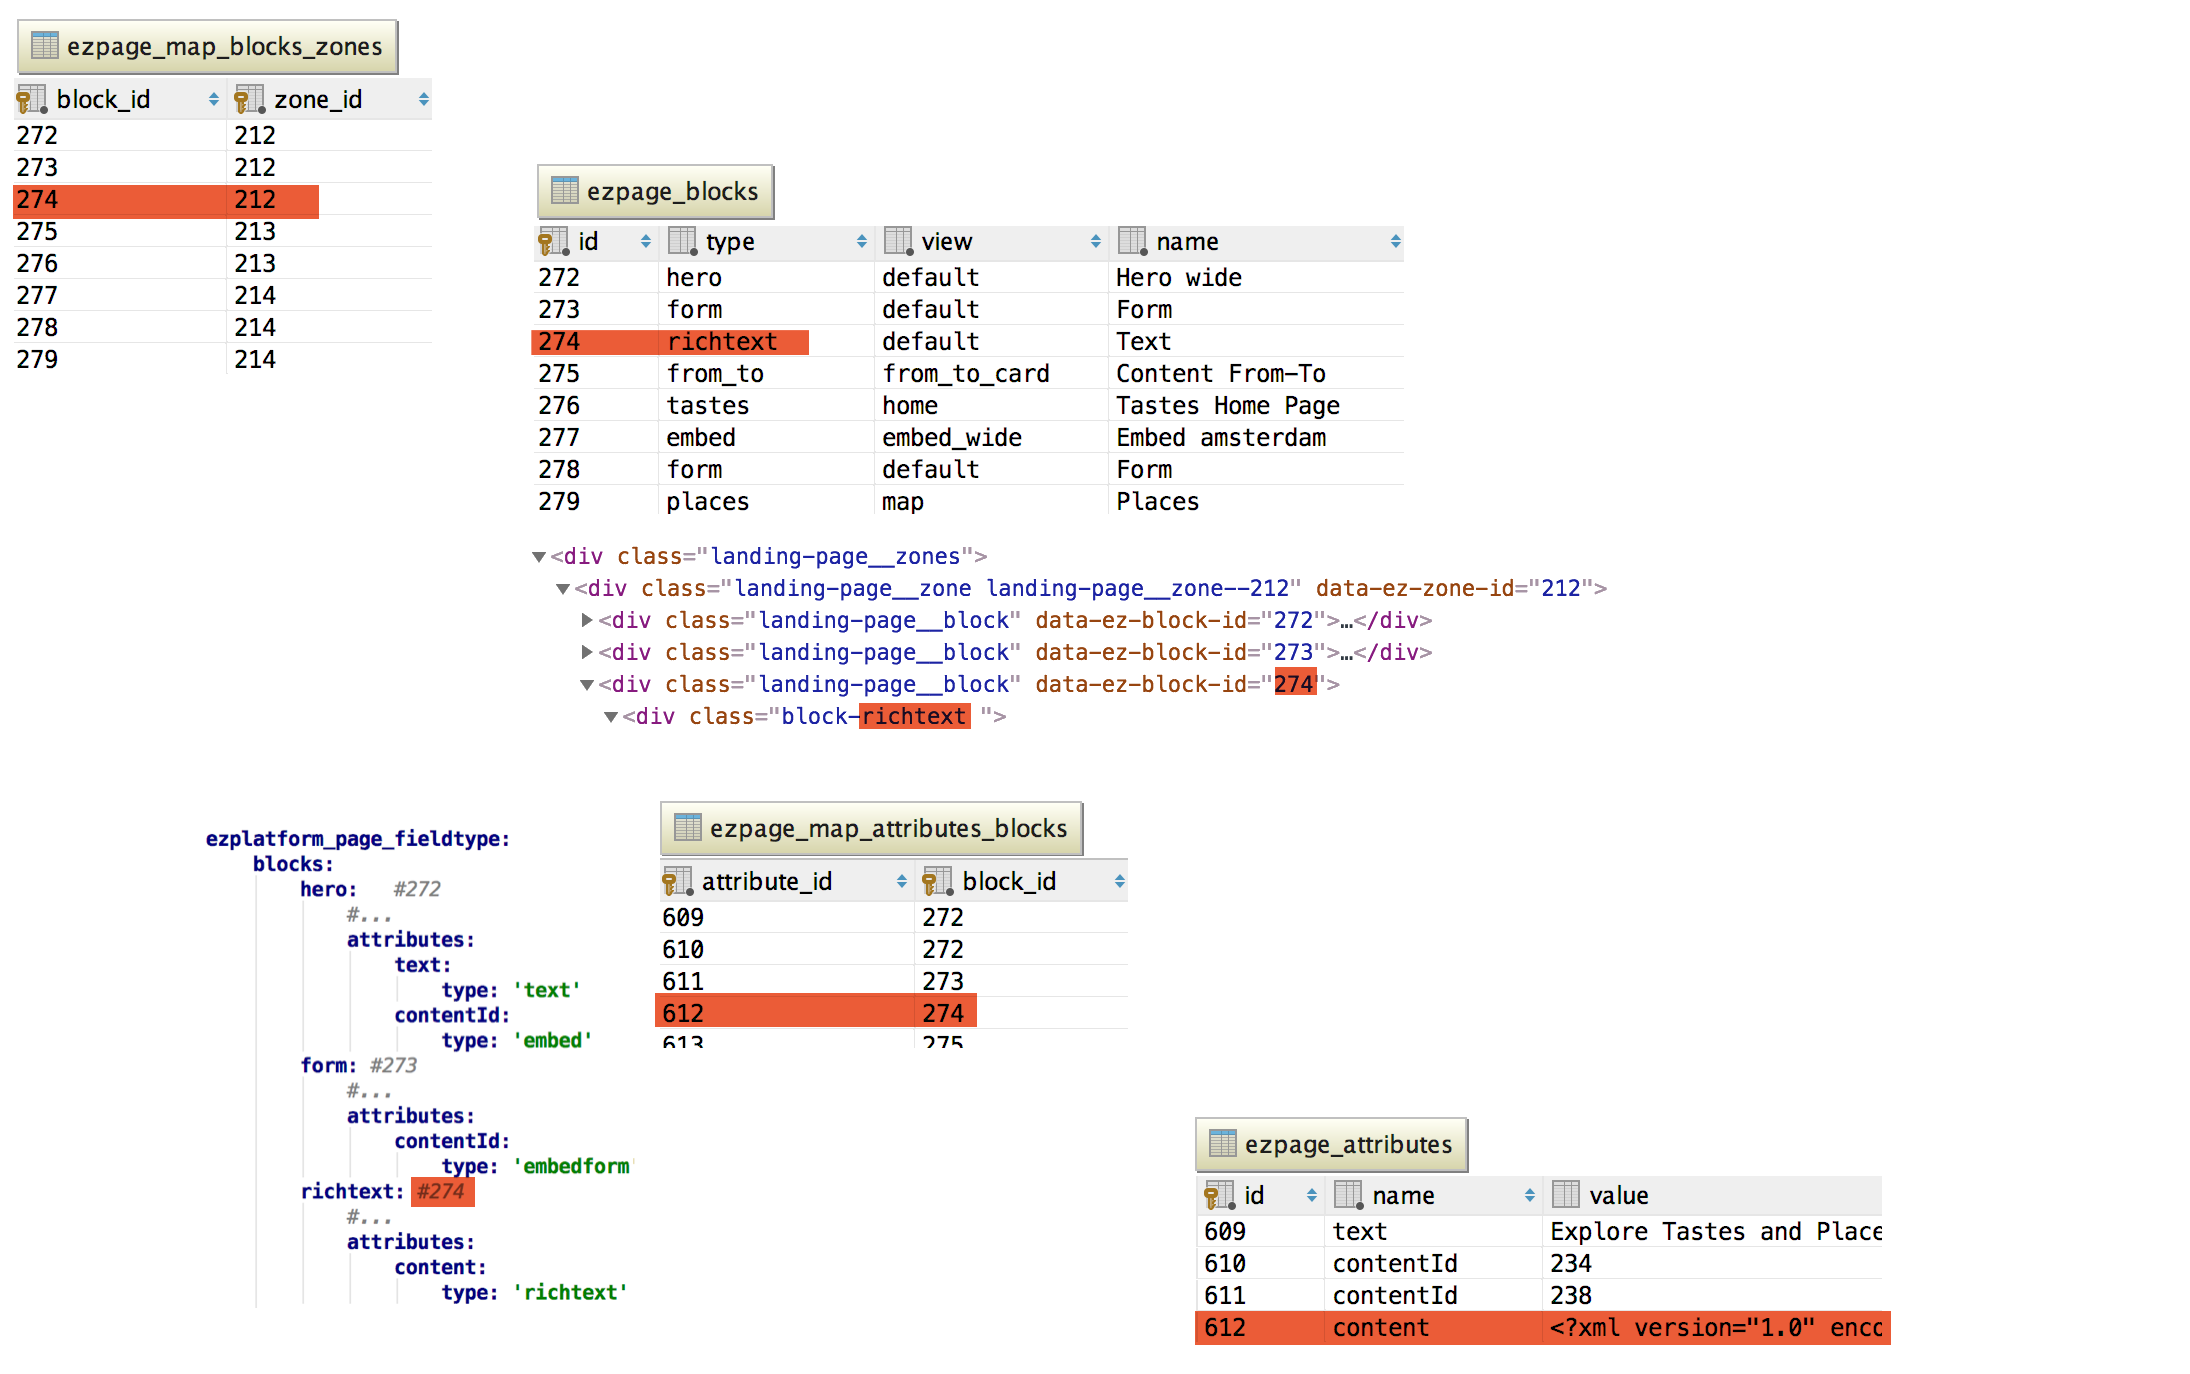 ezpage_map_blocks_zones
block_id zone_id
272 212
273 212
274 212
275 213
276 213
277 214
278 214
279 214
ezpage_blocks
id type view name
272 hero default Hero wide
273 form default Form
274 richtext default Text
275 from_to from_to_card Content From-To
276 tastes home Tastes Home Page
277 embed embed_wide Embed amsterdam
278 form default Form
279 places map Places
<div class="landing-page__zones">
<div class="landing-page__zone landing-page__zone--212" data-ez-zone-id="212">
<div class="landing-page__block" data-ez-block-id="272">…</div>
<div class="landing-page__block" data-ez-block-id="273">…</div>
<div class="landing-page__block" data-ez-block-id="274">
<div class="block-richtext ">
ezplatform_page_fieldtype:
blocks:
hero: #272
#...
attributes:
text:
type: 'text'
contentId:
type: 'embed'
form: #273
#...
attributes:
contentId:
type: 'embedform'
richtext: #274
#...
attributes:
content:
type: 'richtext'
ezpage_map_attributes_blocks
attribute_id block_id
609 272
610 272
611 273
612 274
613 275
ezpage_attributes
id name value
609 text Explore Tastes and Place
610 contentId 234
611 contentId 238
612 content <?xml version="1.0" enco